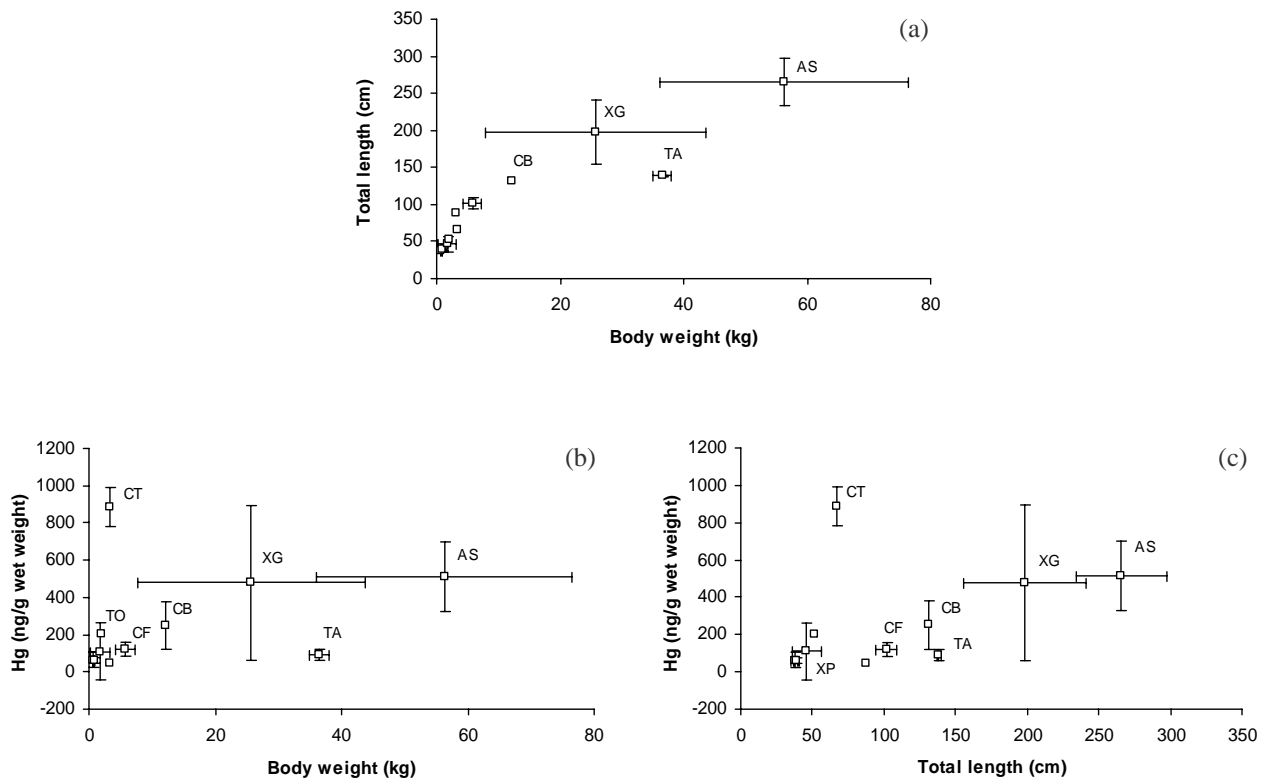 (a)
Total length (cm)
350
300
250
200
150
100
50
0
AS
XG
TA
CB
0 20 40 60 80
Body weight (kg)
(b)
Hg (ng/g wet weight)
1200
1000
800
600
400
200
0
-200
CT
XG
AS
TO
CF
CB
TA
0 20 40 60 80
Body weight (kg)
(c)
Hg (ng/g wet weight)
1200
1000
800
600
400
200
0
-200
CT
XG
AS
CB
CF
TA
XP
0 50 100 150 200 250 300 350
Total length (cm)